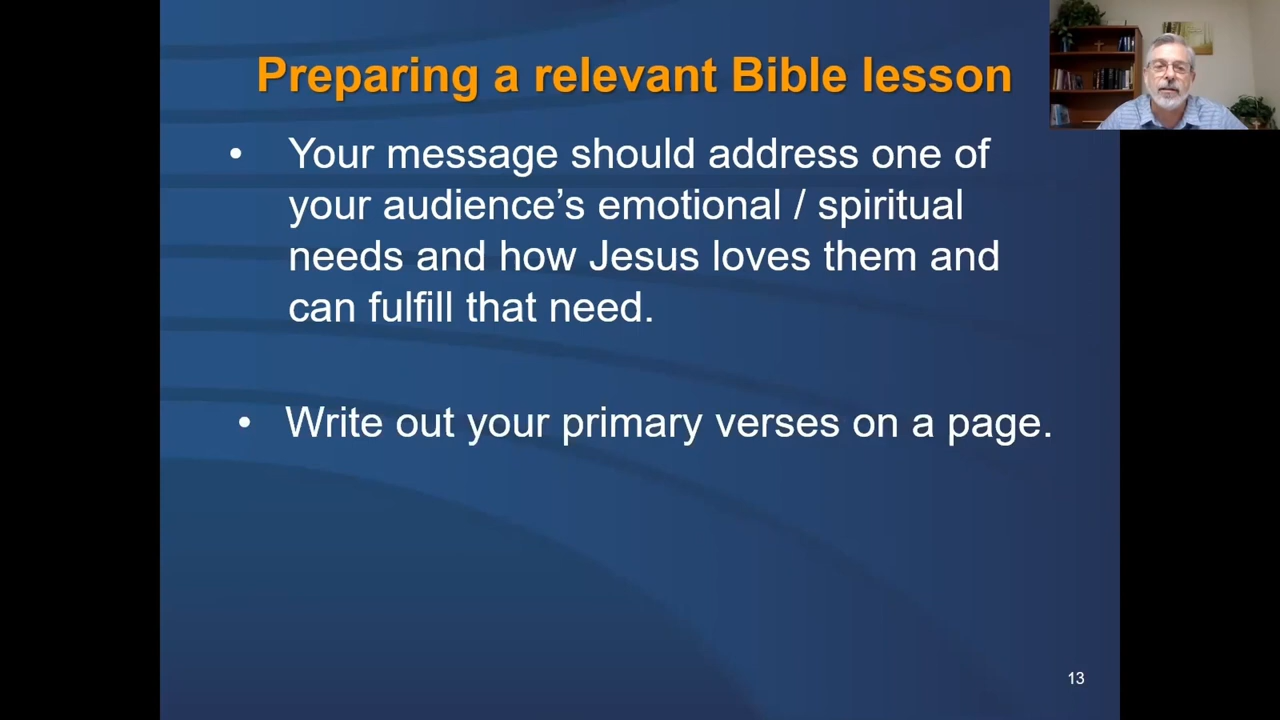 Preparing a relevant Bible lesson
• Your message should address one of
your audience’s emotional / spiritual
needs and how Jesus loves them and
can fulfill that need.
• Write out your primary verses on a page.
13